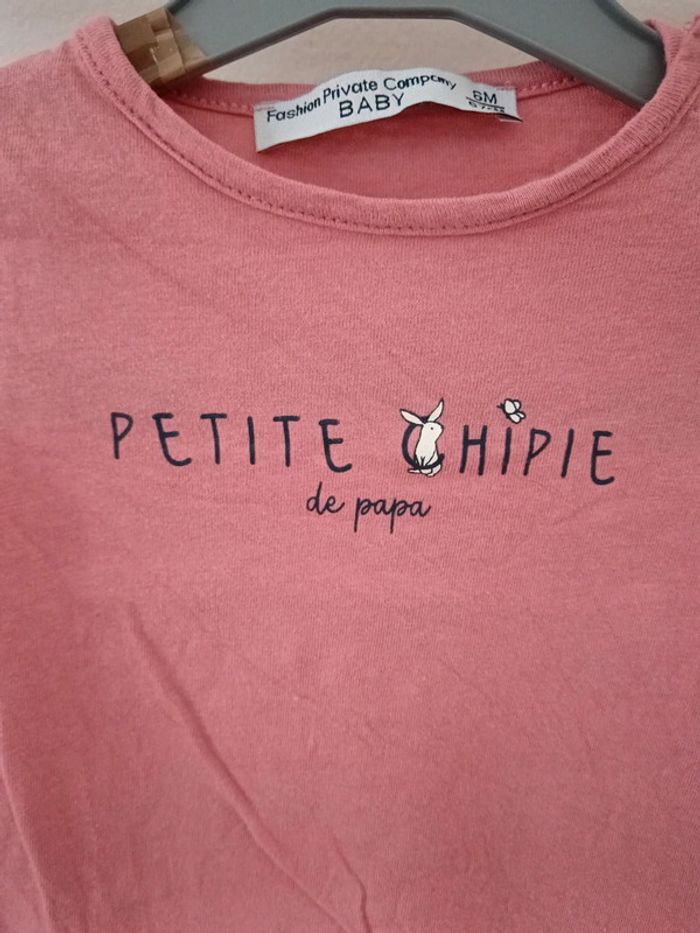 Fashion Private Company
BABY
6M
PETITE CHIPIE
de papa